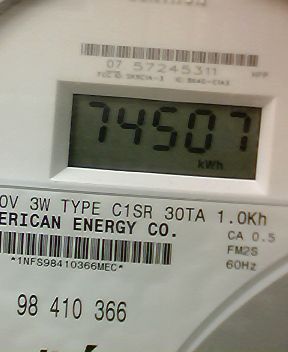 07 57245311
74507
kWh
0V 3W TYPE C1SR 30TA 1.0Kh
ERICAN ENERGY CO.
CA 0.5
FM2S
60Hz
*1NFS98410366MEC*
98 410 366